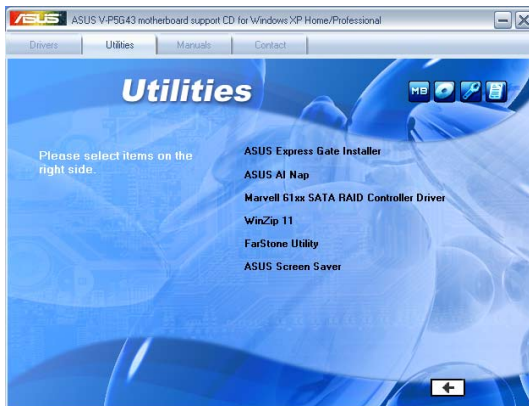 ASUS ASUS V-P5G43 motherboard support CD for Windows XP Home/Professional
Drivers Utilities Manuals Contact
Utilities
MB
Please select items on the
right side.
ASUS Express Gate Installer
ASUS AI Nap
Marvell 61xx SATA RAID Controller Driver
WinZip 11
FarStone Utility
ASUS Screen Saver